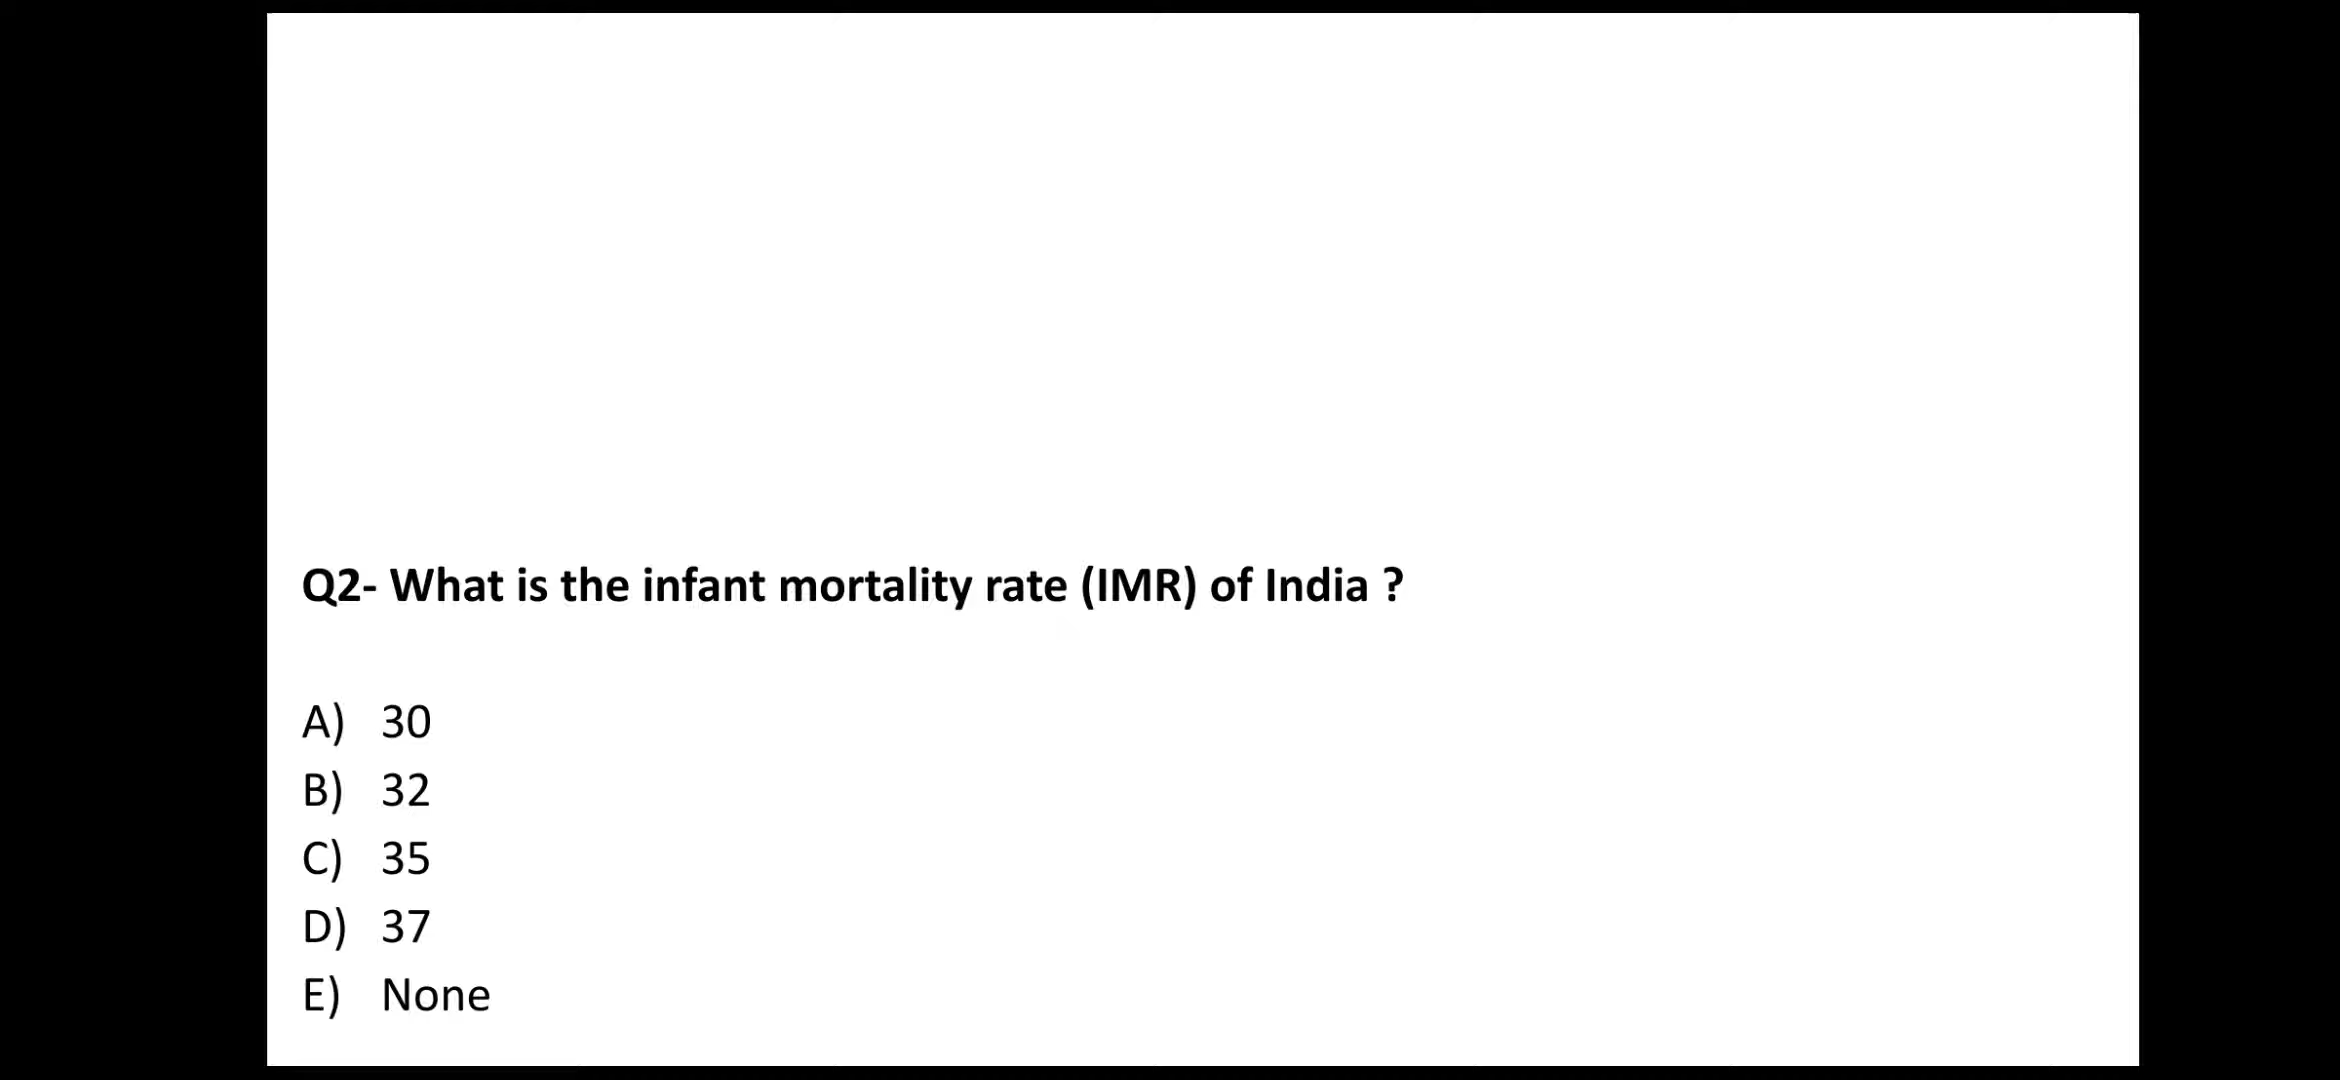 Q2- What is the infant mortality rate (IMR) of India ?
A) 30
B) 32
C) 35
D) 37
E) None